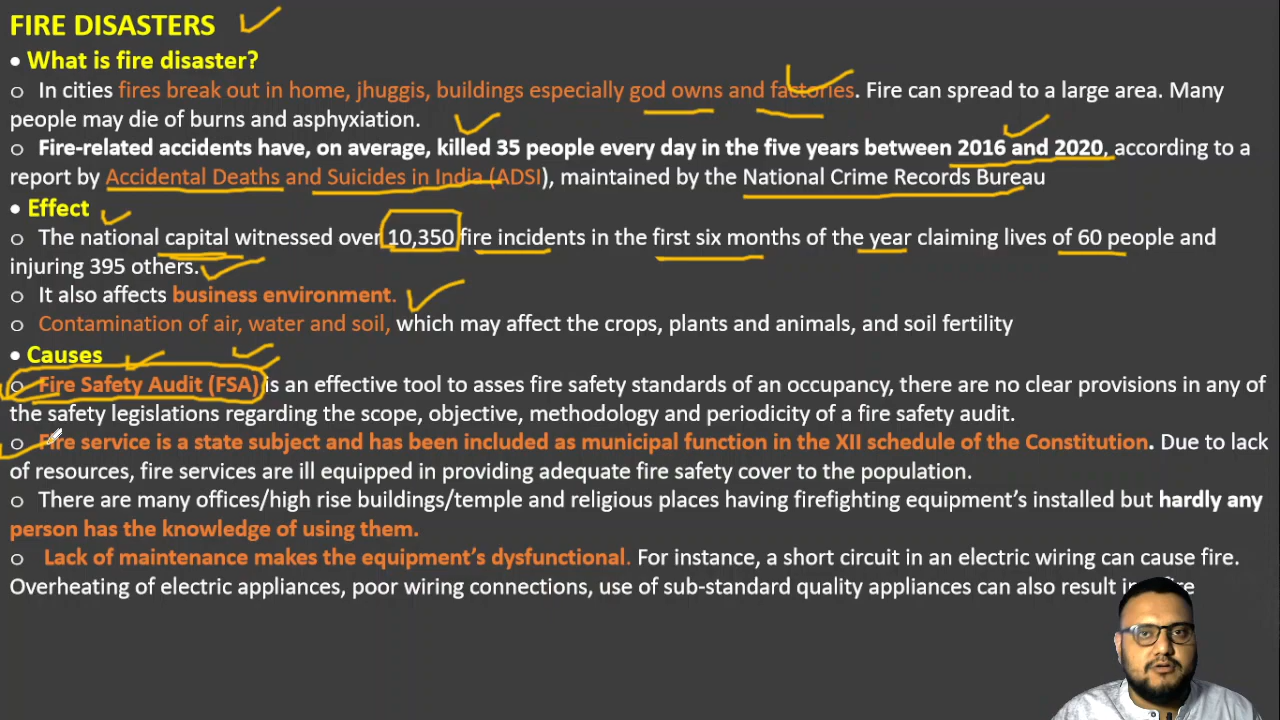 FIRE DISASTERS
• What is fire disaster?
o In cities fires break out in home, jhuggis, buildings especially god owns and factories. Fire can spread to a large area. Many
people may die of burns and asphyxiation.
o Fire-related accidents have, on average, killed 35 people every day in the five years between 2016 and 2020, according to a
report by Accidental Deaths and Suicides in India (ADSI), maintained by the National Crime Records Bureau
• Effect
o The national capital witnessed over 10,350 fire incidents in the first six months of the year claiming lives of 60 people and
injuring 395 others.
o It also affects business environment.
o Contamination of air, water and soil, which may affect the crops, plants and animals, and soil fertility
• Causes
o Fire Safety Audit (FSA) is an effective tool to asses fire safety standards of an occupancy, there are no clear provisions in any of
the safety legislations regarding the scope, objective, methodology and periodicity of a fire safety audit.
o Fire service is a state subject and has been included as municipal function in the XII schedule of the Constitution. Due to lack
of resources, fire services are ill equipped in providing adequate fire safety cover to the population.
o There are many offices/high rise buildings/temple and religious places having firefighting equipment’s installed but hardly any
person has the knowledge of using them.
o Lack of maintenance makes the equipment’s dysfunctional. For instance, a short circuit in an electric wiring can cause fire.
Overheating of electric appliances, poor wiring connections, use of sub-standard quality appliances can also result in